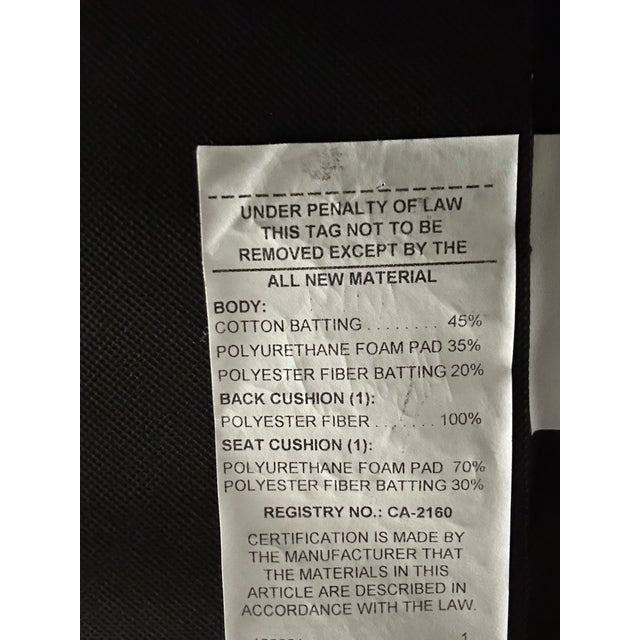 UNDER PENALTY OF LAW
THIS TAG NOT TO BE
REMOVED EXCEPT BY THE
ALL NEW MATERIAL
BODY:
COTTON BATTING ........ 45%
POLYURETHANE FOAM PAD 35%
POLYESTER FIBER BATTING 20%
BACK CUSHION (1):
POLYESTER FIBER ....... 100%
SEAT CUSHION (1):
POLYURETHANE FOAM PAD 70%
POLYESTER FIBER BATTING 30%
REGISTRY NO.: CA-2160
CERTIFICATION IS MADE BY
THE MANUFACTURER THAT
THE MATERIALS IN THIS
ARTICLE ARE DESCRIBED IN
ACCORDANCE WITH THE LAW.